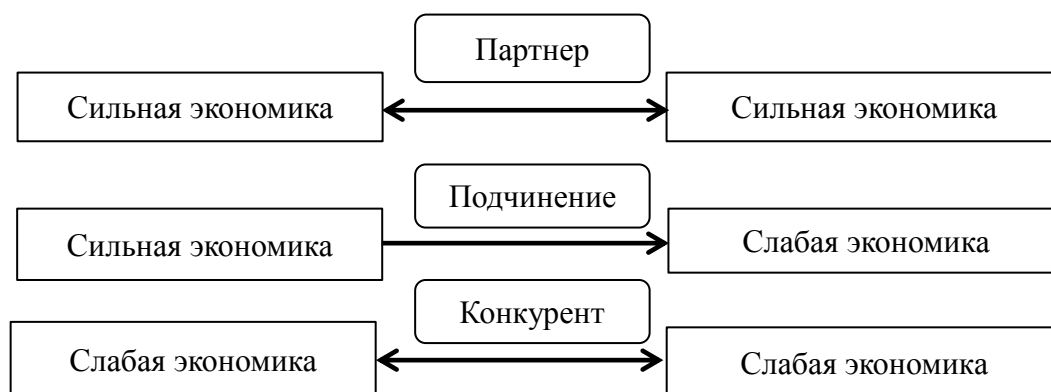 Партнер
Сильная экономика
Сильная экономика
Подчинение
Сильная экономика
Слабая экономика
Конкурент
Слабая экономика
Слабая экономика